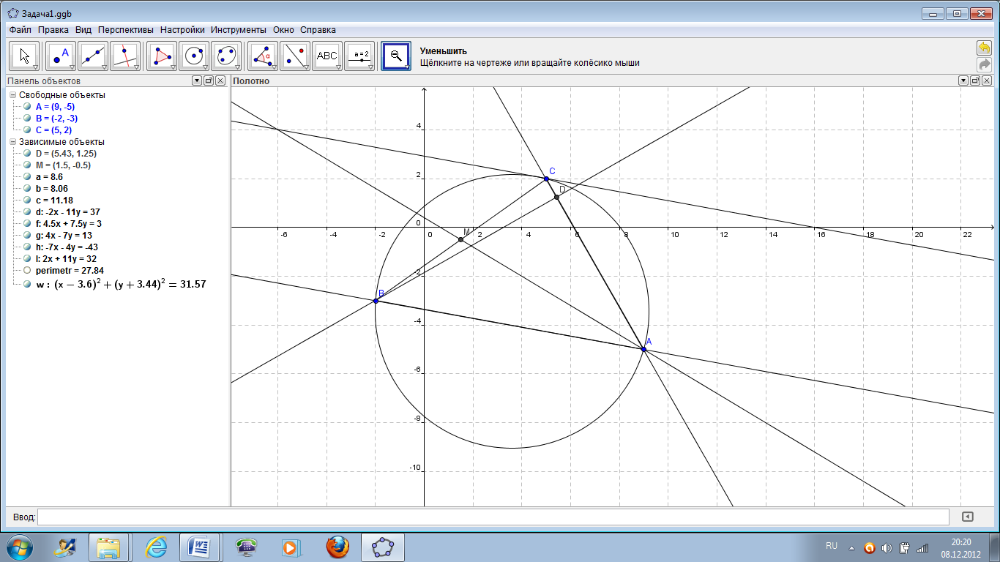 Задача1.ggb
Файл Правка Вид Перспективы Настройки Инструменты Окно Справка
A α ABC a = 2
Уменьшить
Щёлкните на чертеже или вращайте колёсико мыши
Панель объектов
Свободные объекты
A = (9, -5)
B = (-2, -3)
C = (5, 2)
Зависимые объекты
D = (5.43, 1.25)
M = (1.5, -0.5)
a = 8.6
b = 8.06
c = 11.18
d: -2x - 11y = 37
f: 4.5x + 7.5y = 3
g: 4x - 7y = 13
h: -7x - 4y = -43
l: 2x + 11y = 32
perimetr = 27.84
w : (x − 3.6)² + (y + 3.44)² = 31.57
Полотно
4
2
C
D
0
M
-6 -4 -2 0 2 4 6 8 10 12 14 16 18 20 22
-2
B
-4
A
-6
-8
-10
Ввод:
RU
20:20
08.12.2012